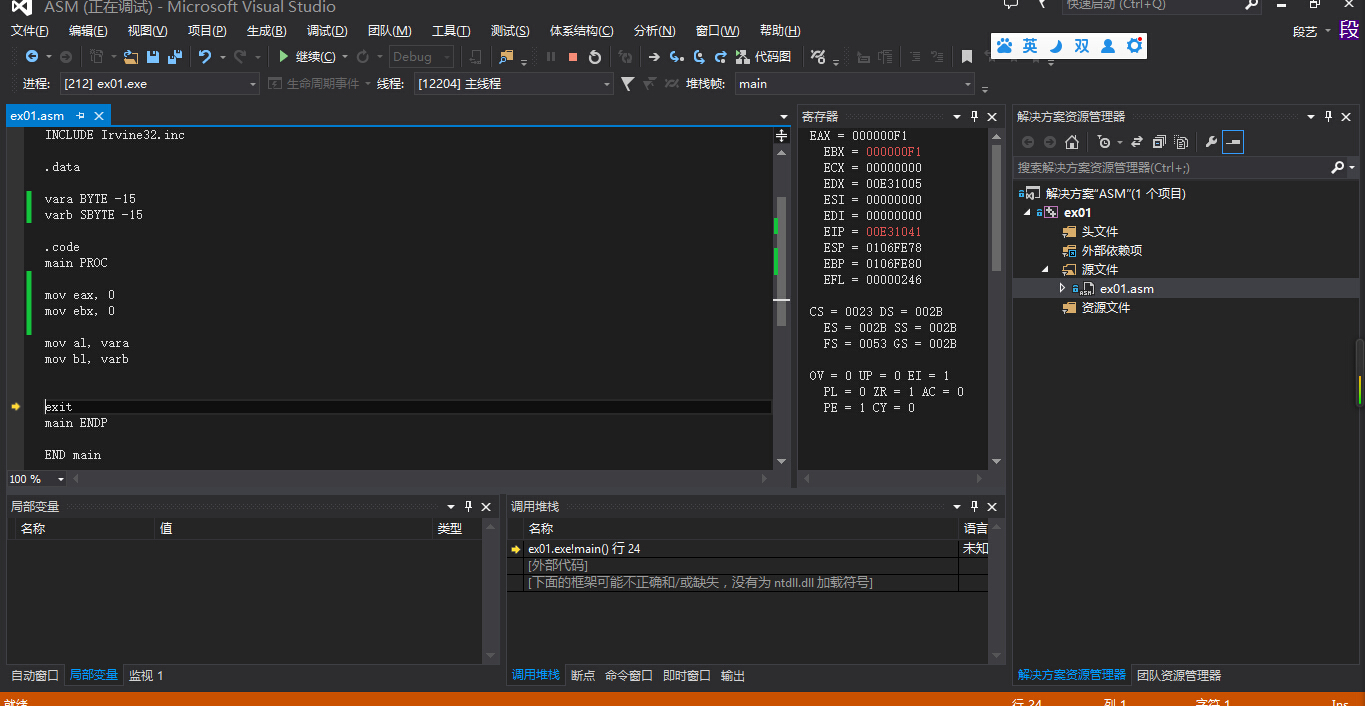 ASM (正在调试) - Microsoft Visual Studio
快速启动 (Ctrl+Q)
文件(F) 编辑(E) 视图(V) 项目(P) 生成(B) 调试(D) 团队(M) 工具(T) 测试(S) 体系结构(C) 分析(N) 窗口(W) 帮助(H)
段艺 段
英 双
继续(C) Debug 代码图
进程: [212] ex01.exe 生命周期事件 线程: [12204] 主线程 堆栈帧: main
ex01.asm
INCLUDE Irvine32.inc
.data
vara BYTE -15
varb SBYTE -15
.code
main PROC
mov eax, 0
mov ebx, 0
mov al, vara
mov bl, varb
exit
main ENDP
END main
100 %
寄存器
EAX = 000000F1
EBX = 000000F1
ECX = 00000000
EDX = 00E31005
ESI = 00000000
EDI = 00000000
EIP = 00E31041
ESP = 0106FE78
EBP = 0106FE80
EFL = 00000246
CS = 0023 DS = 002B
ES = 002B SS = 002B
FS = 0053 GS = 002B
OV = 0 UP = 0 EI = 1
PL = 0 ZR = 1 AC = 0
PE = 1 CY = 0
解决方案资源管理器
搜索解决方案资源管理器(Ctrl+;)
解决方案"ASM"(1 个项目)
ex01
头文件
外部依赖项
源文件
ex01.asm
资源文件
局部变量
名称 值 类型
自动窗口 局部变量 监视 1
调用堆栈
名称 语言
ex01.exe!main() 行 24 未知
[外部代码]
[下面的框架可能不正确和/或缺失，没有为 ntdll.dll 加载符号]
调用堆栈 断点 命令窗口 即时窗口 输出
解决方案资源管理器 团队资源管理器
就绪 行 24 列 1 字符 1 Ins